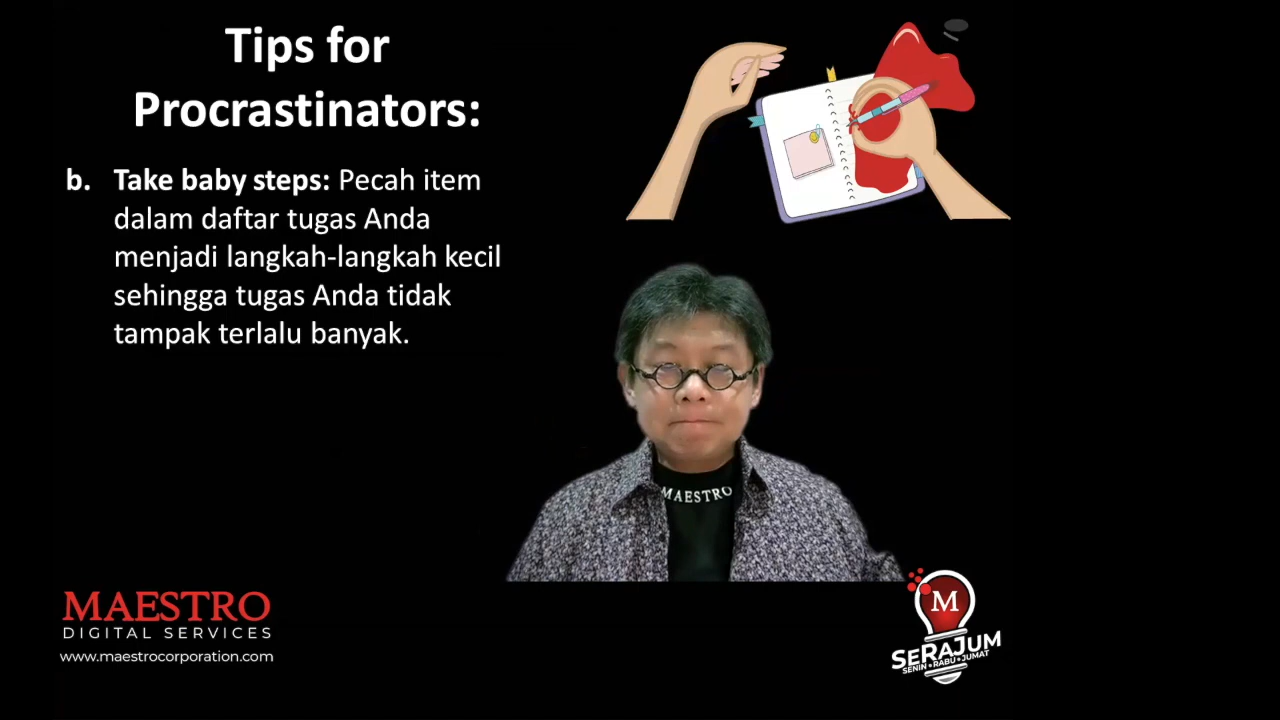 Tips for
Procrastinators:
b. Take baby steps: Pecah item
dalam daftar tugas Anda
menjadi langkah-langkah kecil
sehingga tugas Anda tidak
tampak terlalu banyak.
MAESTRO
MAESTRO
DIGITAL SERVICES
www.maestrocorporation.com
M
SERAJUM
SENIN • RABU • JUMAT